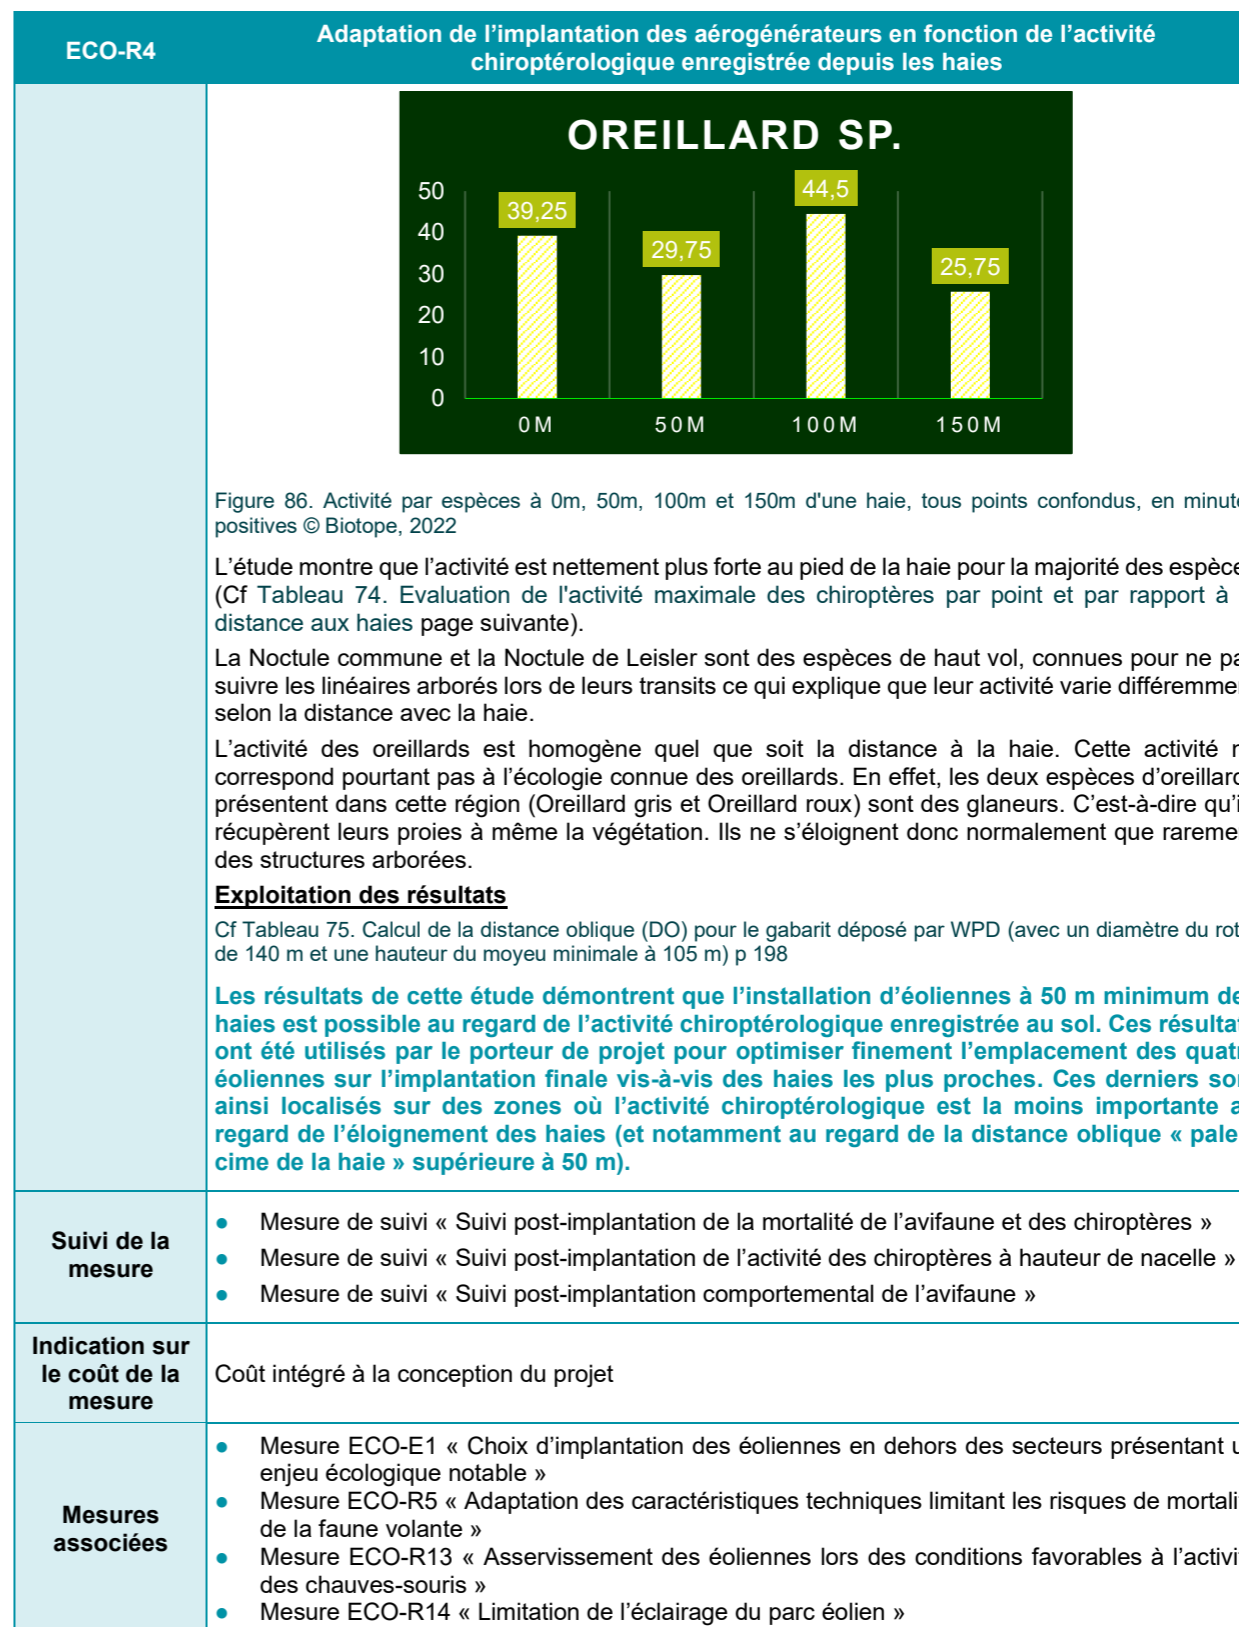 ECO-R4
Adaptation de l’implantation des aérogénérateurs en fonction de l’activité
chiroptérologique enregistrée depuis les haies
OREILLARD SP.
50
40
30
20
10
0
39,25
29,75
44,5
25,75
0M 50M 100M 150M
Figure 86. Activité par espèces à 0m, 50m, 100m et 150m d'une haie, tous points confondus, en
positives © Biotope, 2022
L’étude montre que l’activité est nettement plus forte au pied de la haie pour la majorité des
(Cf Tableau 74. Evaluation de l'activité maximale des chiroptères par point et par rapport à
distance aux haies page suivante).
La Noctule commune et la Noctule de Leisler sont des espèces de haut vol, connues pour ne
suivre les linéaires arborés lors de leurs transits ce qui explique que leur activité varie
selon la distance avec la haie.
L’activité des oreillards est homogène quel que soit la distance à la haie. Cette activité
correspond pourtant pas à l’écologie connue des oreillards. En effet, les deux espèces
présentent dans cette région (Oreillard gris et Oreillard roux) sont des glaneurs. C’est-à-dire
récupèrent leurs proies à même la végétation. Ils ne s’éloignent donc normalement que
des structures arborées.
Exploitation des résultats
Cf Tableau 75. Calcul de la distance oblique (DO) pour le gabarit déposé par WPD (avec un diamètre du
de 140 m et une hauteur du moyeu minimale à 105 m) p 198
Les résultats de cette étude démontrent que l’installation d’éoliennes à 50 m minimum
haies est possible au regard de l’activité chiroptérologique enregistrée au sol. Ces
ont été utilisés par le porteur de projet pour optimiser finement l’emplacement des
éoliennes sur l’implantation finale vis-à-vis des haies les plus proches. Ces derniers
ainsi localisés sur des zones où l’activité chiroptérologique est la moins importante
regard de l’éloignement des haies (et notamment au regard de la distance oblique « pale
cime de la haie » supérieure à 50 m).
Suivi de la
mesure
● Mesure de suivi « Suivi post-implantation de la mortalité de l’avifaune et des chiroptères »
● Mesure de suivi « Suivi post-implantation de l’activité des chiroptères à hauteur de nacelle »
● Mesure de suivi « Suivi post-implantation comportemental de l’avifaune »
Indication sur
le coût de la
mesure
Coût intégré à la conception du projet
Mesures
associées
● Mesure ECO-E1 « Choix d’implantation des éoliennes en dehors des secteurs présentant
enjeu écologique notable »
● Mesure ECO-R5 « Adaptation des caractéristiques techniques limitant les risques de
de la faune volante »
● Mesure ECO-R13 « Asservissement des éoliennes lors des conditions favorables à
des chauves-souris »
● Mesure ECO-R14 « Limitation de l’éclairage du parc éolien »